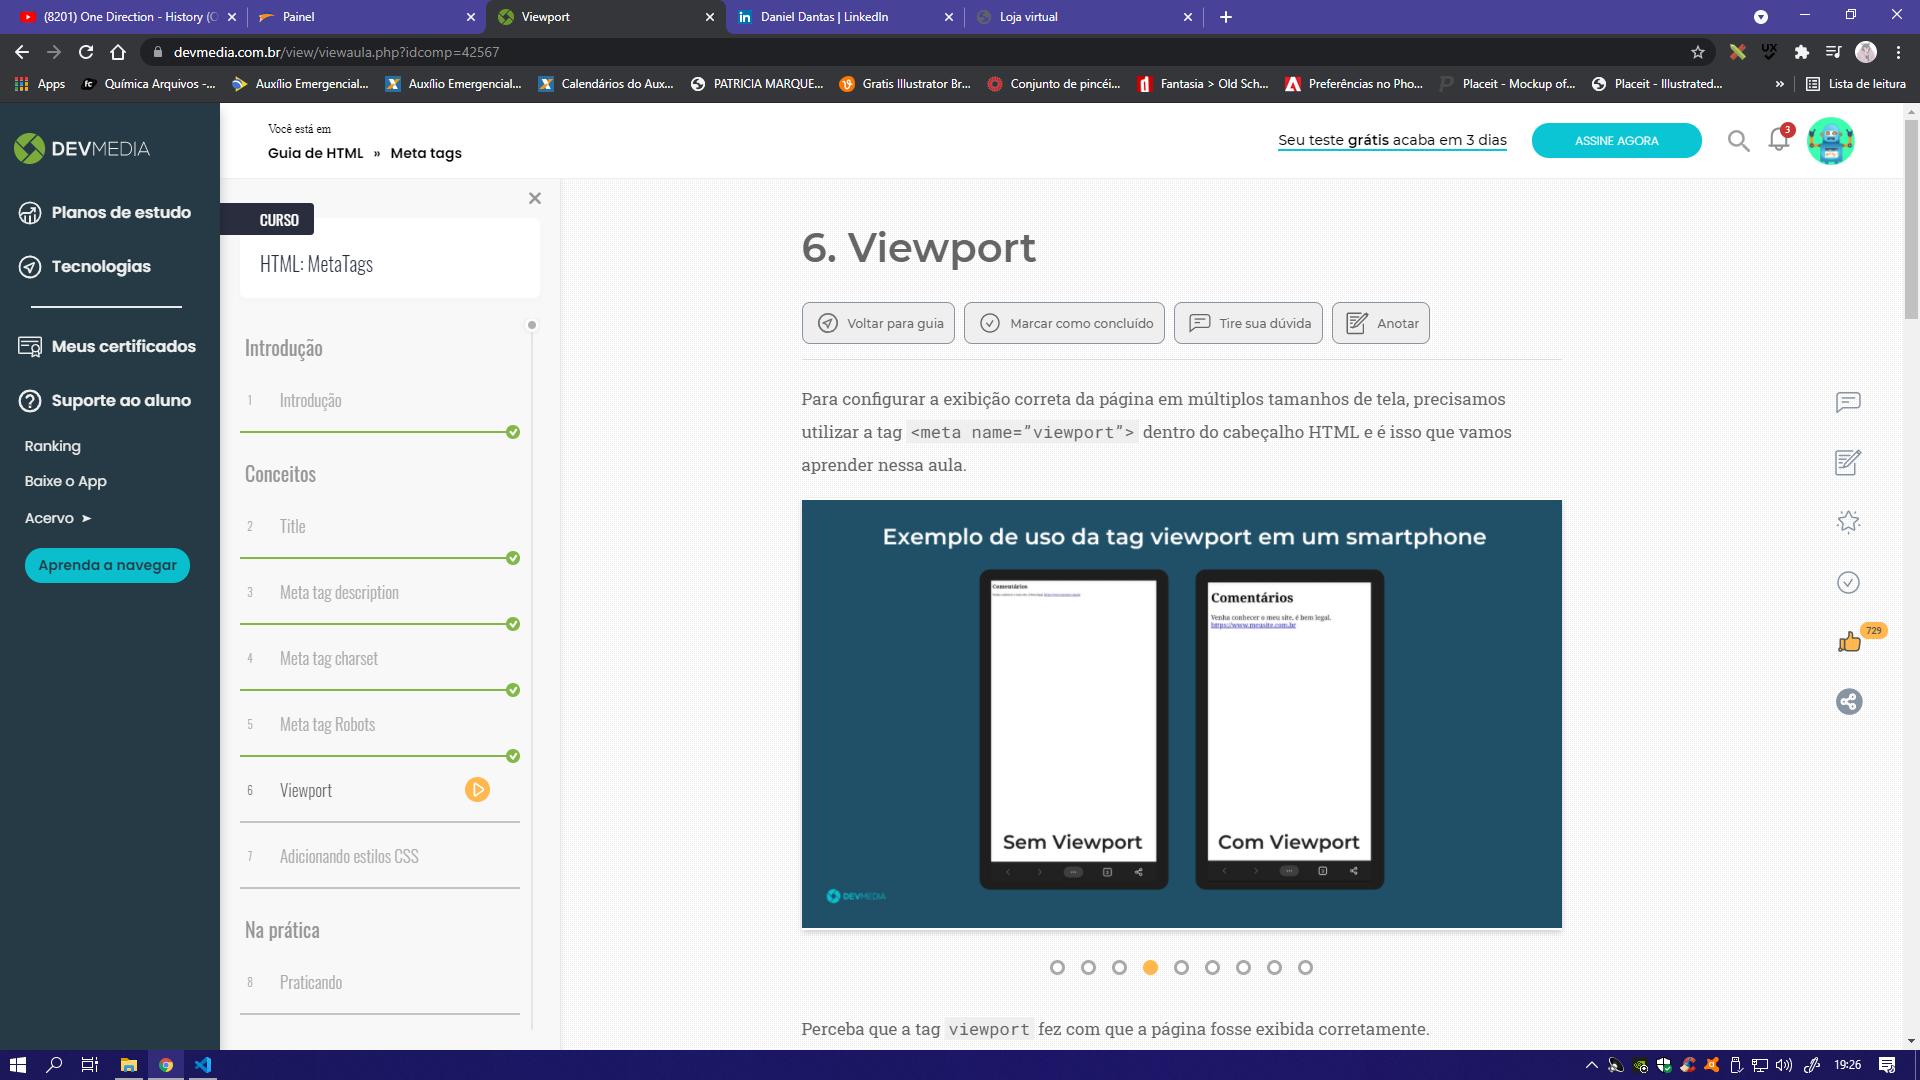 (8201) One Direction - History (O
Painel
Viewport
Daniel Dantas | LinkedIn
Loja virtual
devmedia.com.br/view/viewaula.php?idcomp=42567
Apps
Química Arquivos -...
Auxílio Emergencial...
Auxílio Emergencial...
Calendários do Aux...
PATRICIA MARQUE...
Gratis Illustrator Br...
Conjunto de pincéi...
Fantasia > Old Sch...
Preferências no Pho...
Placeit - Mockup of...
Placeit - Illustrated...
»
Lista de leitura
DEVMEDIA
Planos de estudo
Tecnologias
Meus certificados
Suporte ao aluno
Ranking
Baixe o App
Acervo ➤
Aprenda a navegar
Você está em
Guia de HTML » Meta tags
Seu teste grátis acaba em 3 dias
ASSINE AGORA
3
CURSO
HTML: MetaTags
Introdução
1 Introdução
Conceitos
2 Title
3 Meta tag description
4 Meta tag charset
5 Meta tag Robots
6 Viewport
7 Adicionando estilos CSS
Na prática
8 Praticando
6. Viewport
Voltar para guia
Marcar como concluído
Tire sua dúvida
Anotar
Para configurar a exibição correta da página em múltiplos tamanhos de tela, precisamos
utilizar a tag <meta name=”viewport”> dentro do cabeçalho HTML e é isso que vamos
aprender nessa aula.
Exemplo de uso da tag viewport em um smartphone
Comentários
Sem Viewport
Comentários
Venha conhecer o meu site, é bem legal.
https://www.meusite.com.br
Com Viewport
DEVMEDIA
729
Perceba que a tag viewport fez com que a página fosse exibida corretamente.
19:26